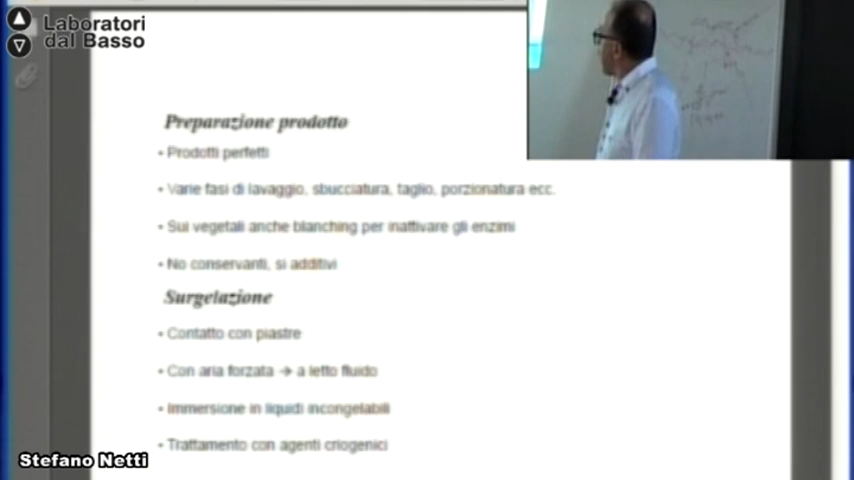 Laboratori
dal Basso
Preparazione prodotto
• Prodotti perfetti
• Varie fasi di lavaggio, sbucciatura, taglio, porzionatura ecc.
• Sui vegetali anche blanching per inattivare gli enzimi
• No conservanti, si additivi
Surgelazione
• Contatto con piastre
• Con aria forzata → a letto fluido
• Immersione in liquidi incongelabili
• Trattamento con agenti criogenici
Stefano Netti